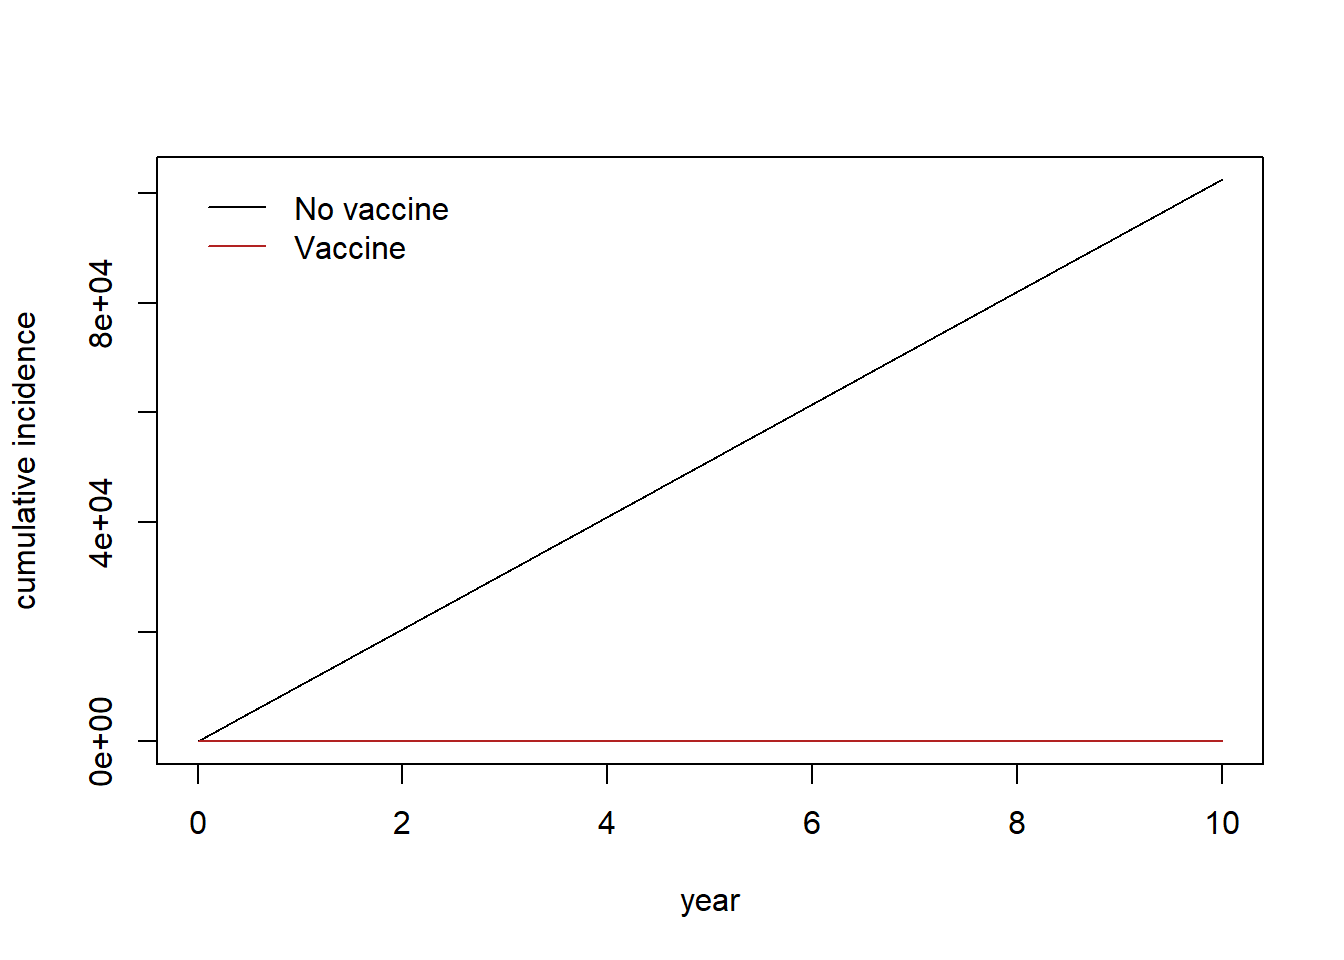 No vaccine
Vaccine
cumulative incidence
8e+04
4e+04
0e+00
0 2 4 6 8 10
year